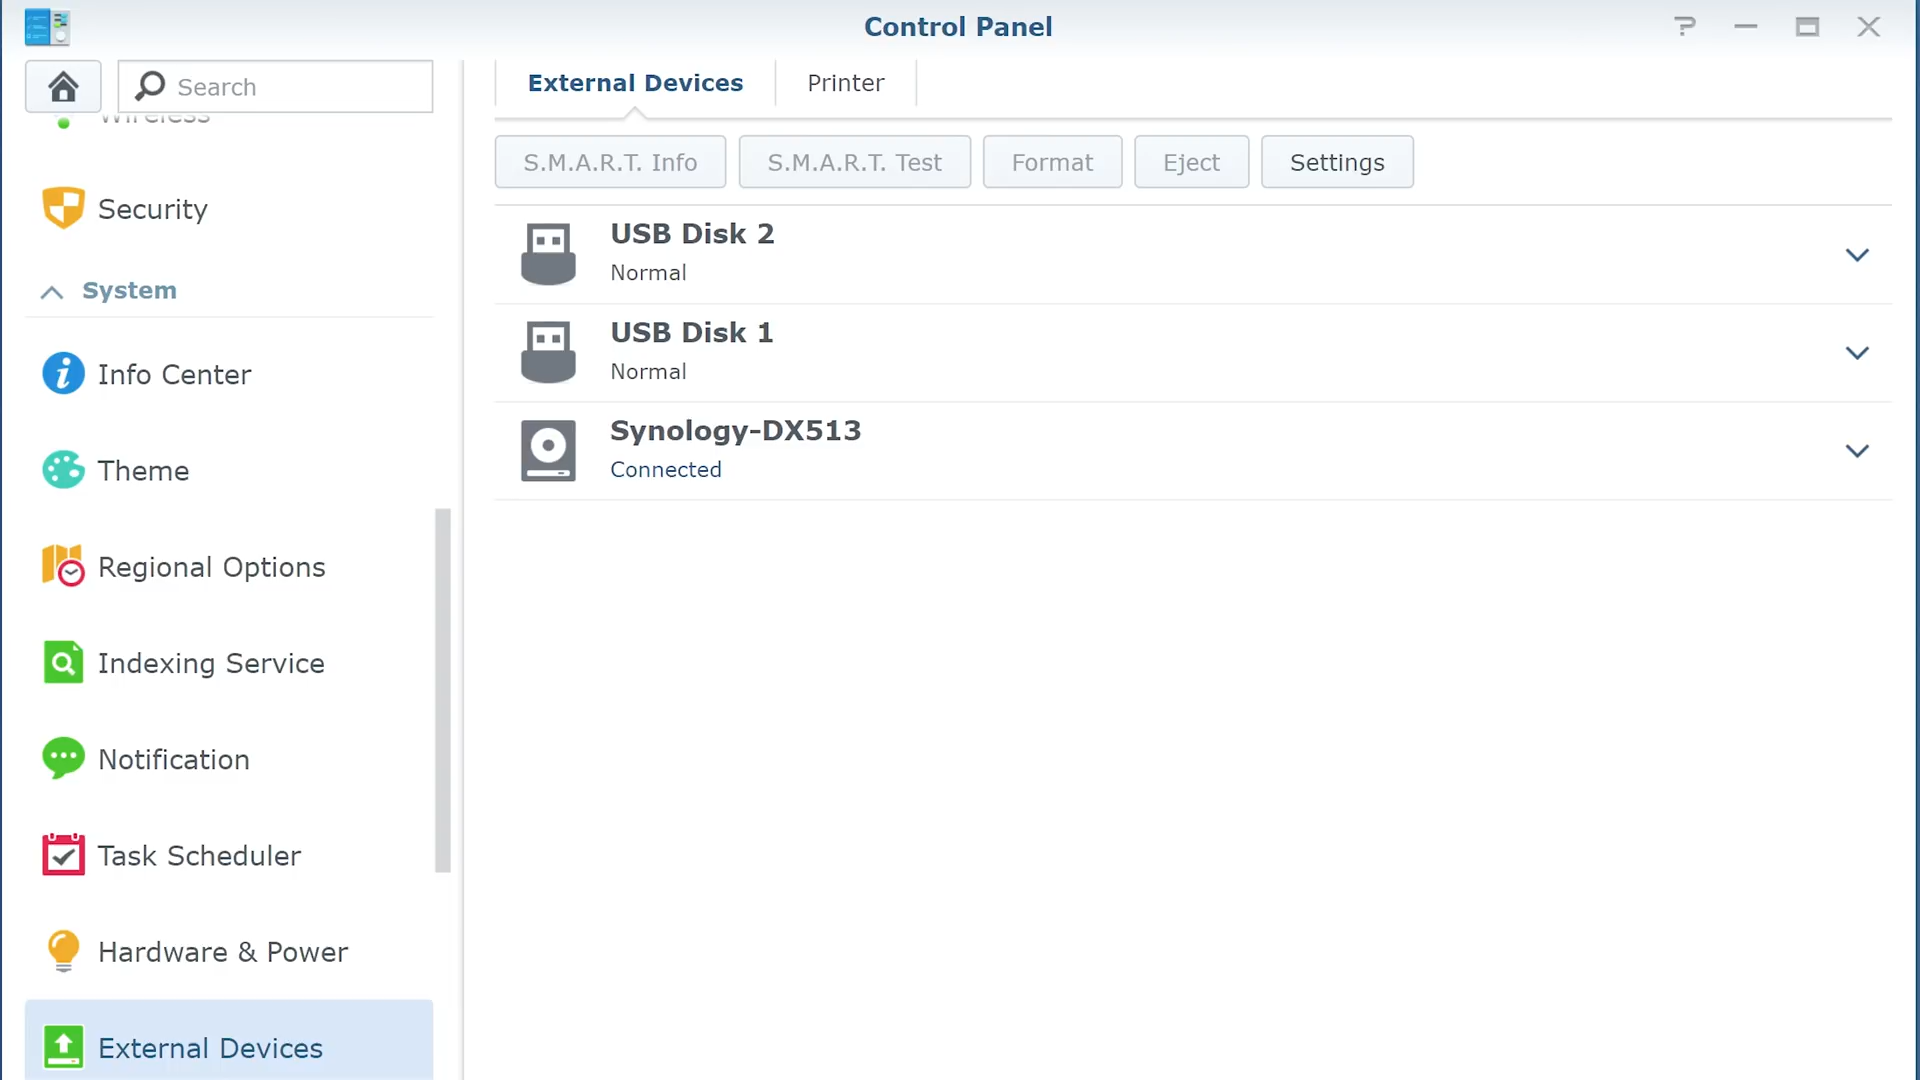 Control Panel
Search
Wireless
Security
System
Info Center
Theme
Regional Options
Indexing Service
Notification
Task Scheduler
Hardware & Power
External Devices
External Devices
Printer
S.M.A.R.T. Info
S.M.A.R.T. Test
Format
Eject
Settings
USB Disk 2
Normal
USB Disk 1
Normal
Synology-DX513
Connected